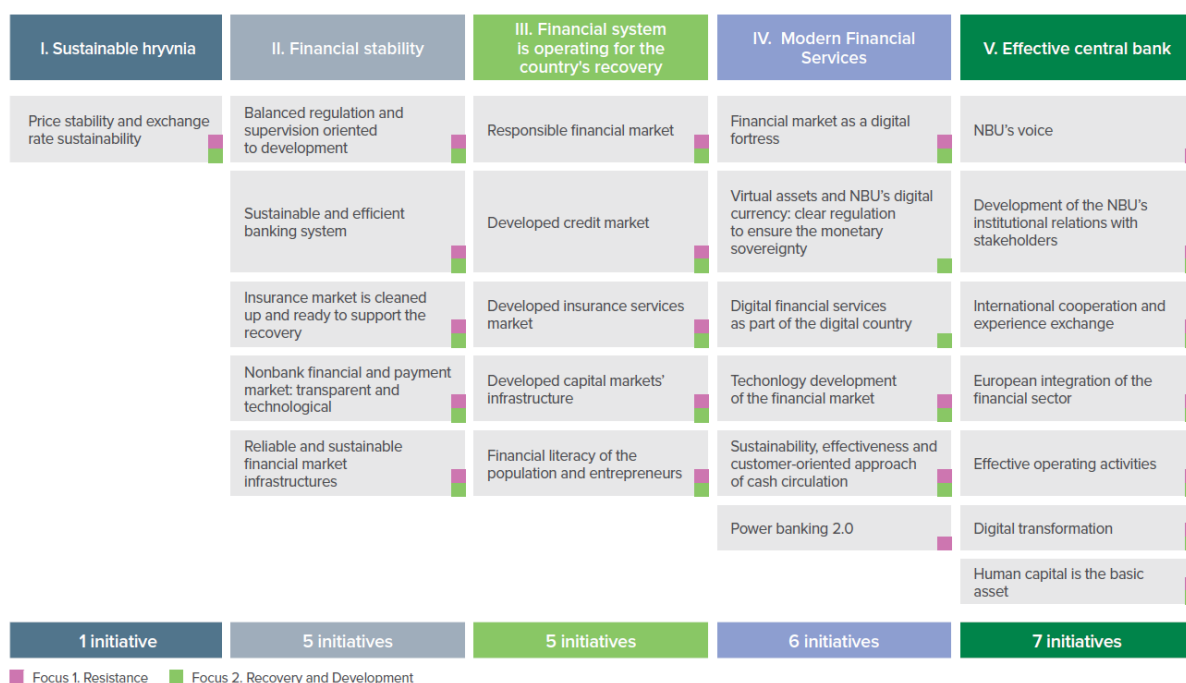 I. Sustainable hryvnia
II. Financial stability
III. Financial system
is operating for the
country's recovery
IV. Modern Financial
Services
V. Effective central bank
Price stability and exchange
rate sustainability
Balanced regulation and
supervision oriented
to development
Responsible financial market
Financial market as a digital
fortress
NBU's voice
Sustainable and efficient
banking system
Developed credit market
Virtual assets and NBU's digital
currency: clear regulation
to ensure the monetary
sovereignty
Development of the NBU's
institutional relations with
stakeholders
Insurance market is cleaned
up and ready to support the
recovery
Developed insurance services
market
Digital financial services
as part of the digital country
International cooperation and
experience exchange
Nonbank financial and payment
market: transparent and
technological
Developed capital markets'
infrastructure
Techonlogy development
of the financial market
European integration of the
financial sector
Reliable and sustainable
financial market
infrastructures
Financial literacy of the
population and entrepreneurs
Sustainability, effectiveness and
customer-oriented approach
of cash circulation
Effective operating activities
Power banking 2.0
Digital transformation
Human capital is the basic
asset
1 initiative
5 initiatives
5 initiatives
6 initiatives
7 initiatives
Focus 1. Resistance
Focus 2. Recovery and Development